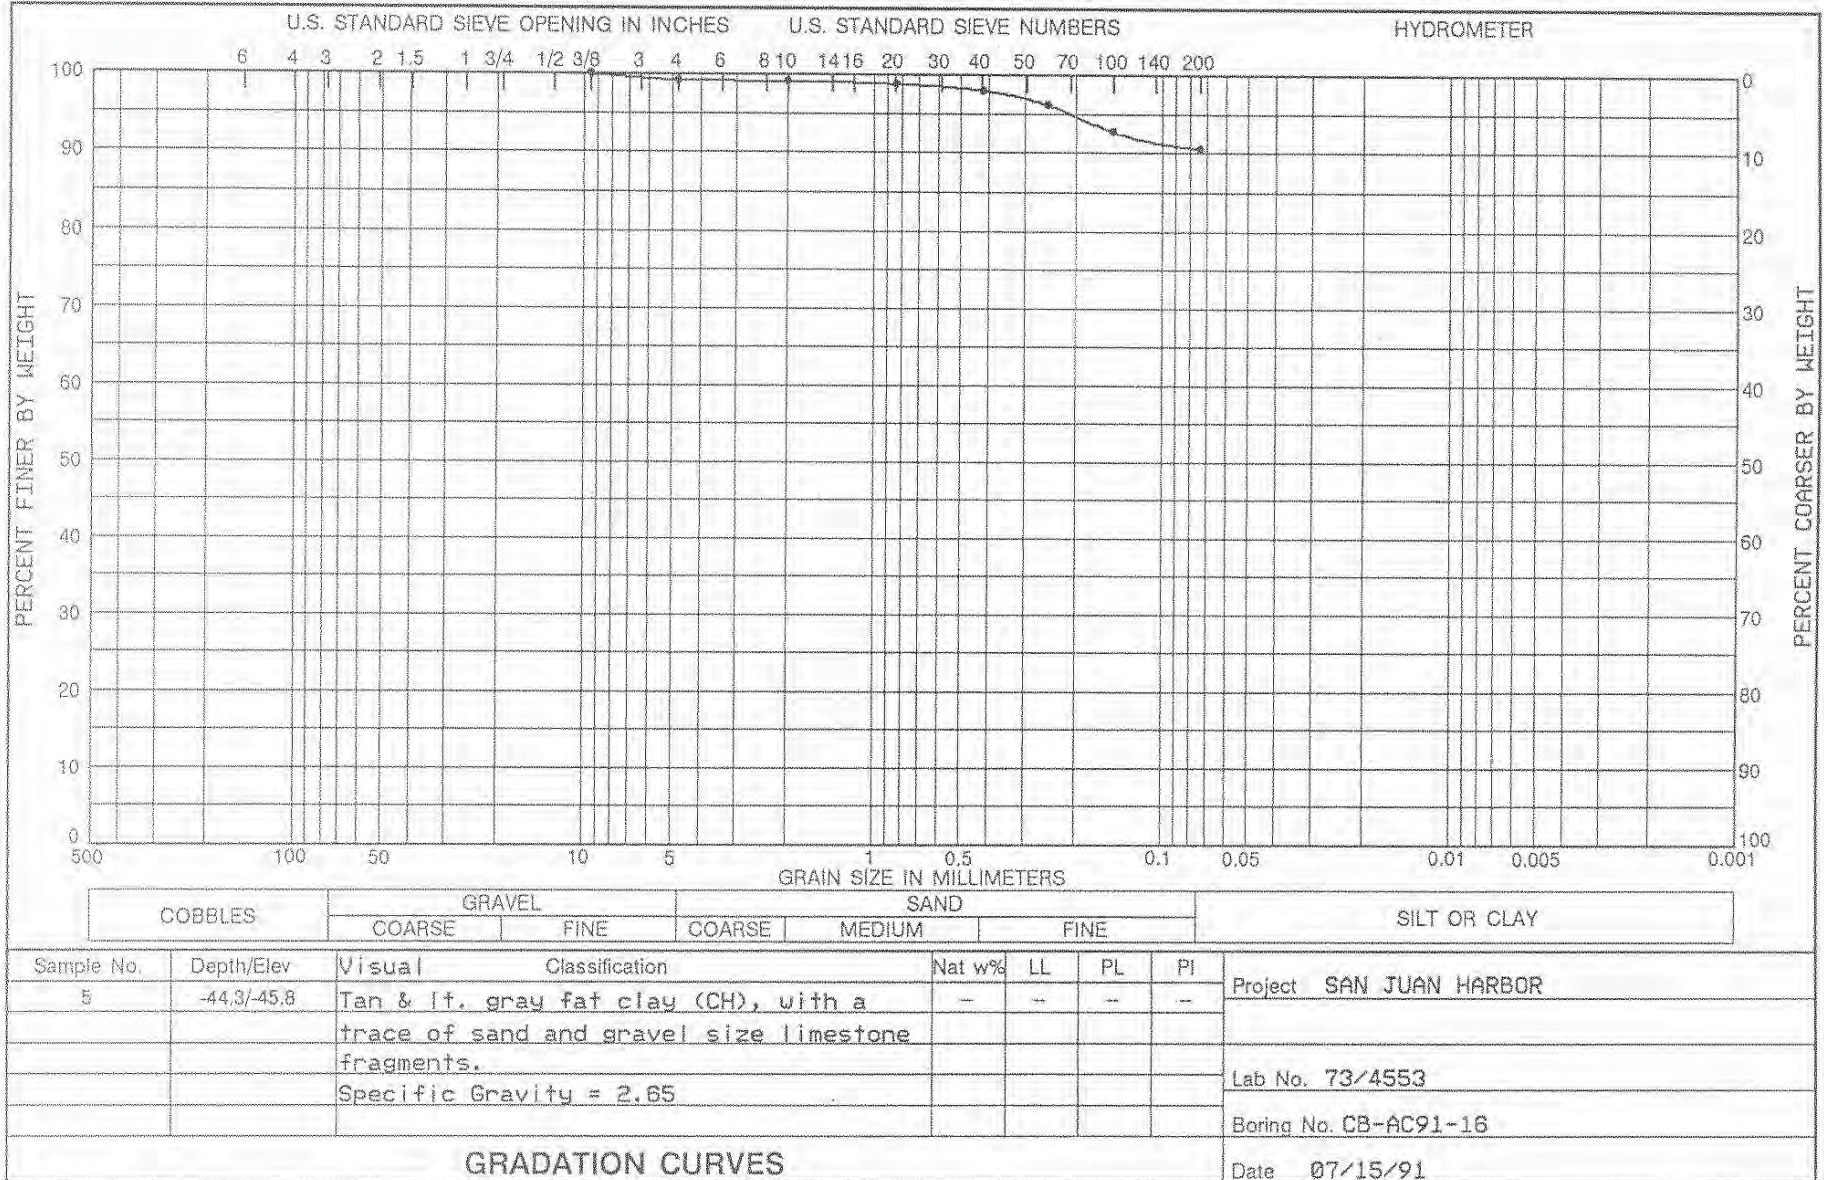 U.S. STANDARD SIEVE OPENING IN INCHES U.S. STANDARD SIEVE NUMBERS HYDROMETER
6 4 3 2 1.5 1 3/4 1/2 3/8 3 4 6 8 10 14 16 20 30 40 50 70 100 140 200
100 0
90 10
80 20
70 30
60 40
50 50
40 60
30 70
20 80
10 90
0 100
PERCENT FINER BY WEIGHT
PERCENT COARSER BY WEIGHT
500 100 50 10 5 1 0.5 0.1 0.05 0.01 0.005 0.001
GRAIN SIZE IN MILLIMETERS
COBBLES GRAVEL SAND SILT OR CLAY
COARSE FINE COARSE MEDIUM FINE
Sample No. Depth/Elev Visual Classification Nat w% LL PL PI
5 -44.3/-45.8 Tan & lt. gray fat clay (CH), with a - - - -
trace of sand and gravel size limestone
fragments.
Specific Gravity = 2.65
Project SAN JUAN HARBOR
Lab No. 73/4553
Boring No. CB-AC91-16
GRADATION CURVES
Date 07/15/91